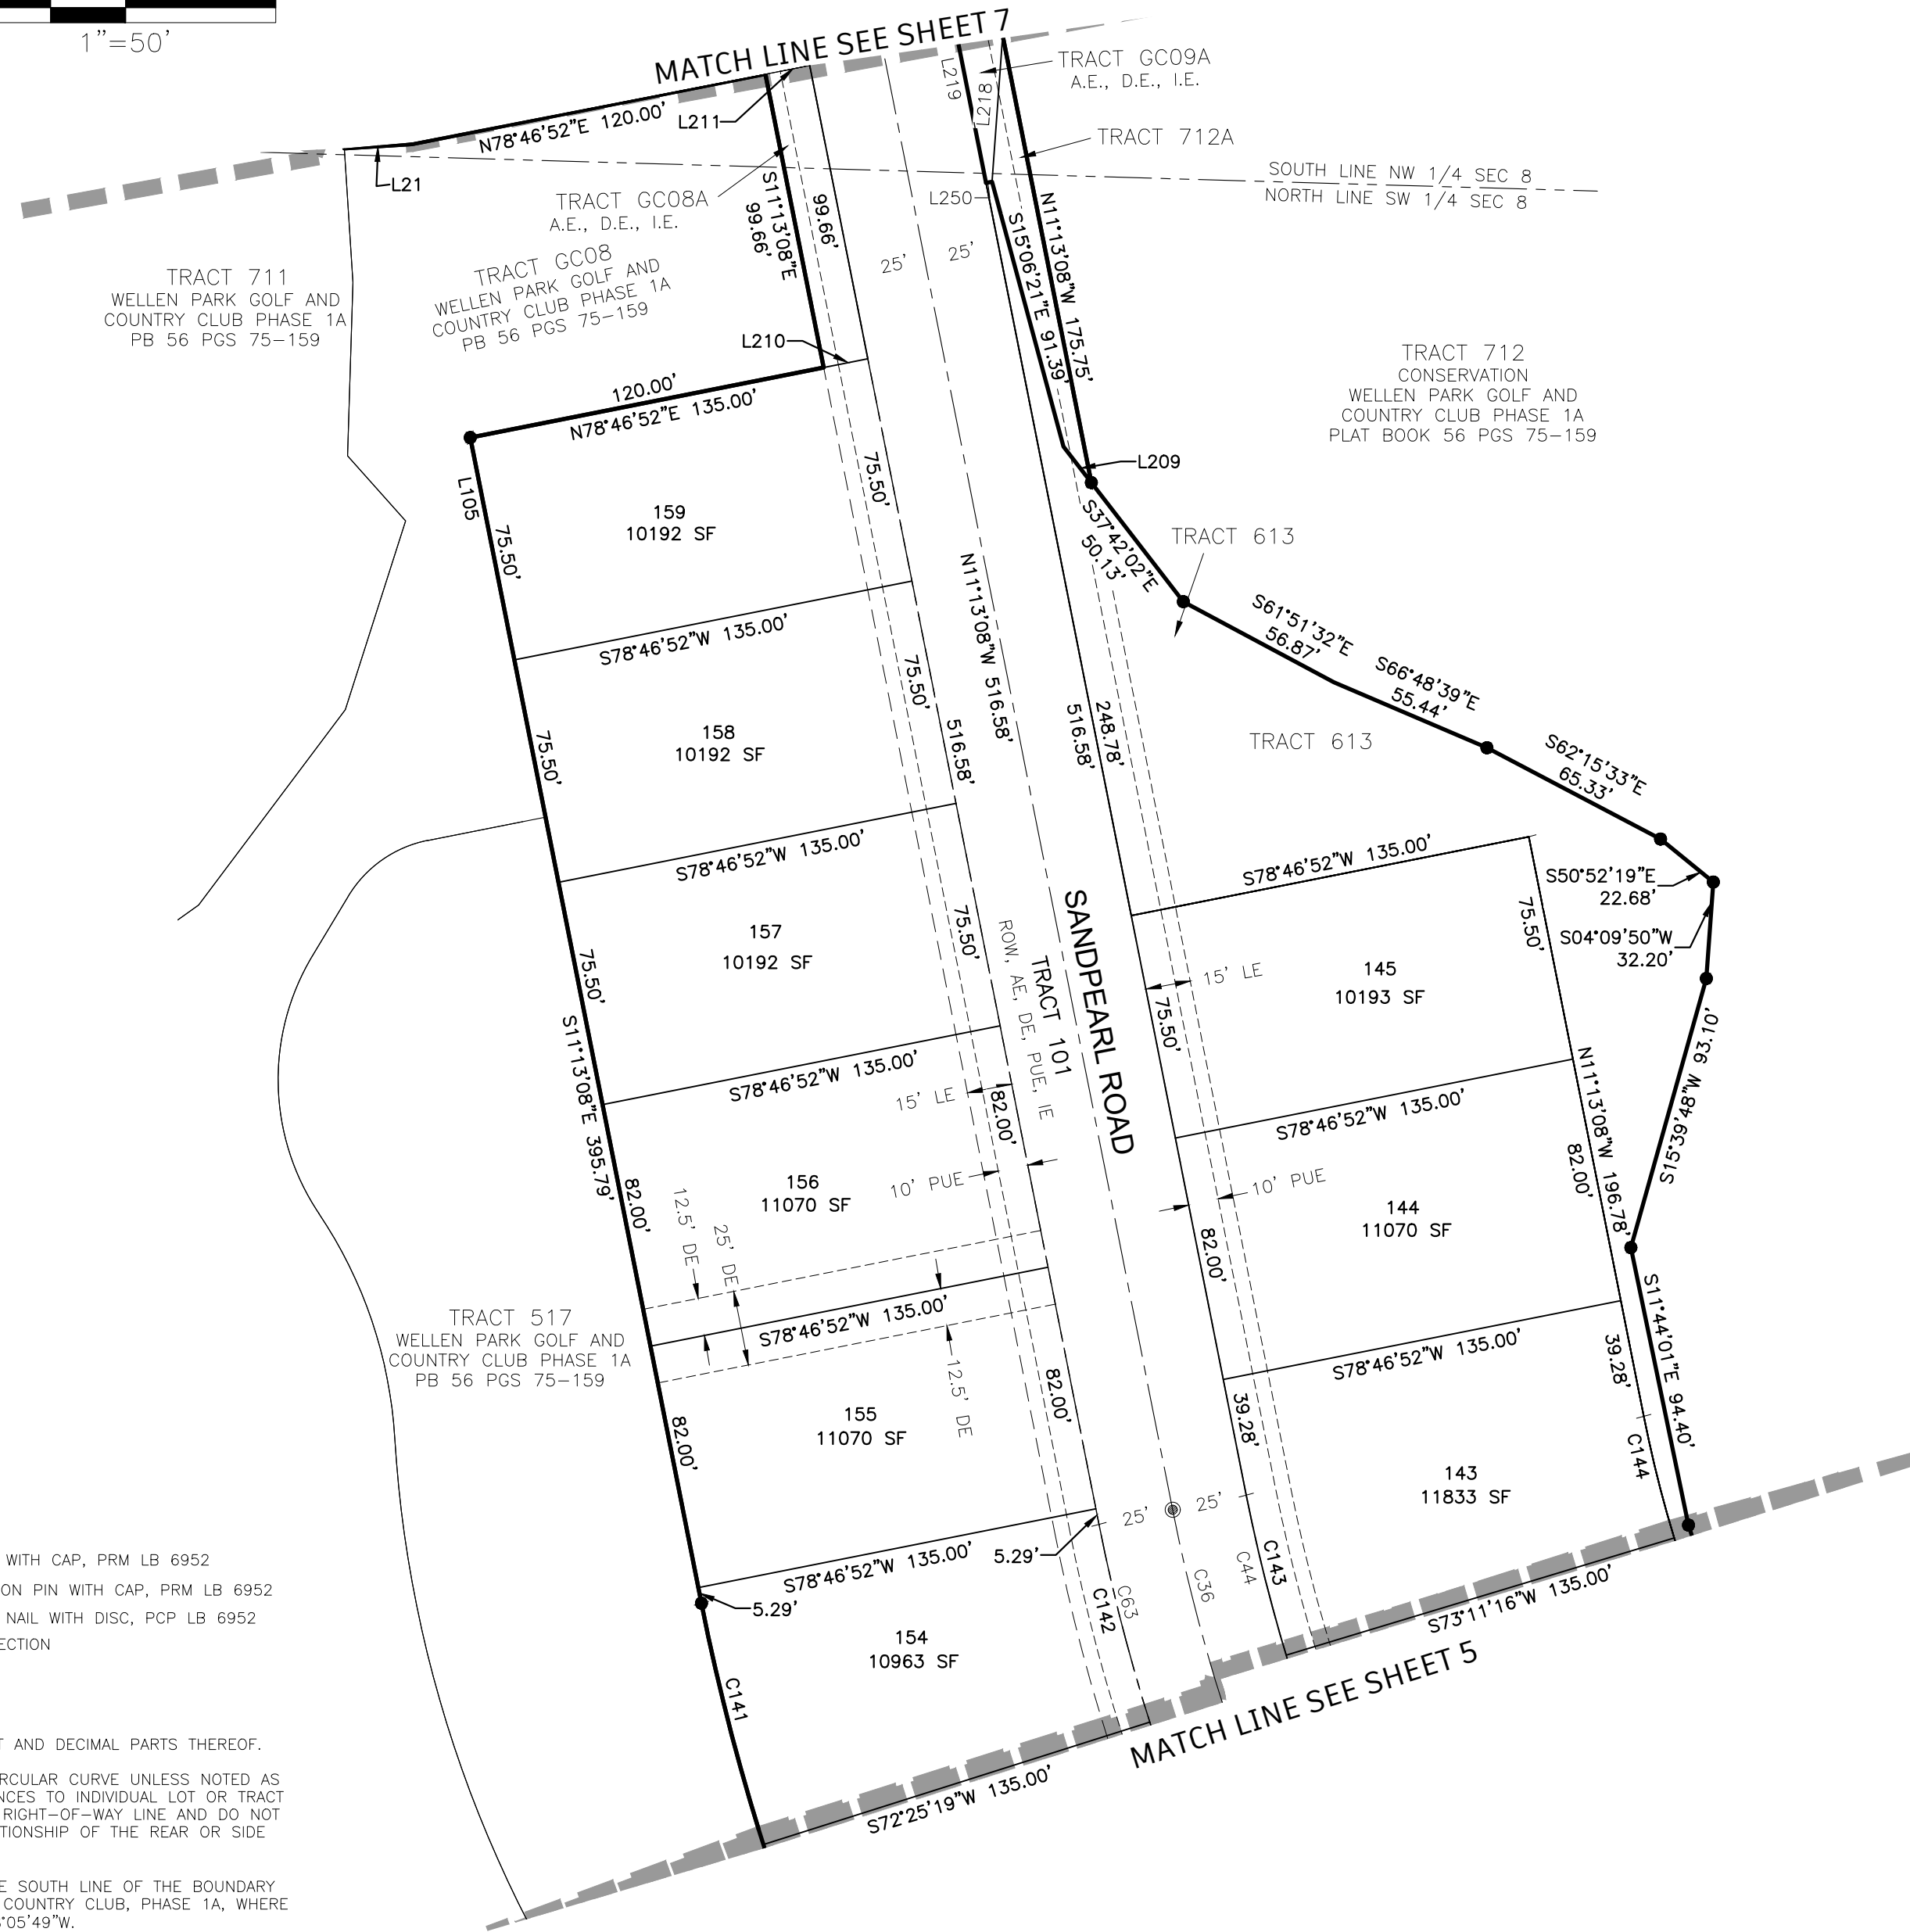 1"=50'
MATCH LINE SEE SHEET 7
TRACT GC09A
A.E., D.E., I.E.
L219
L218
TRACT 712A
L211
N78°46'52"E 120.00'
L21
SOUTH LINE NW 1/4 SEC 8
NORTH LINE SW 1/4 SEC 8
TRACT GC08A
A.E., D.E., I.E.
S11°13'08"E
99.66'
99.66'
L250
25'
25'
S15°06'21"E 91.39'
N11°13'08"W 175.75'
TRACT 711
WELLEN PARK GOLF AND
COUNTRY CLUB PHASE 1A
PB 56 PGS 75-159
TRACT GC08
WELLEN PARK GOLF AND
COUNTRY CLUB PHASE 1A
PB 56 PGS 75-159
L210
TRACT 712
CONSERVATION
WELLEN PARK GOLF AND
COUNTRY CLUB PHASE 1A
PLAT BOOK 56 PGS 75-159
120.00'
N78°46'52"E 135.00'
L209
L105
75.50'
75.50'
159
10192 SF
S37°42'02"E
50.13'
TRACT 613
N11°13'08"W 516.58'
S78°46'52"W 135.00'
S61°51'32"E
56.87'
S66°48'39"E
55.44'
75.50'
75.50'
158
10192 SF
516.58'
516.58'
248.78'
TRACT 613
S62°15'33"E
65.33'
S78°46'52"W 135.00'
S78°46'52"W 135.00'
S50°52'19"E
22.68'
S04°09'50"W
32.20'
75.50'
157
10192 SF
75.50'
75.50'
ROW, AE, DE, PUE, IE
TRACT 101
SANDPEARL ROAD
15' LE
75.50'
145
10193 SF
S11°13'08"E 395.79'
S78°46'52"W 135.00'
15' LE
82.00'
S78°46'52"W 135.00'
N11°13'08"W 196.78'
S15°39'48"W 93.10'
82.00'
156
11070 SF
10' PUE
10' PUE
82.00'
82.00'
144
11070 SF
12.5' DE
25' DE
TRACT 517
WELLEN PARK GOLF AND
COUNTRY CLUB PHASE 1A
PB 56 PGS 75-159
S78°46'52"W 135.00'
S78°46'52"W 135.00'
12.5' DE
82.00'
82.00'
155
11070 SF
39.28'
39.28'
S11°44'01"E 94.40'
C144
143
11833 SF
25'
25'
5.29'
S78°46'52"W 135.00'
5.29'
C142
C63
C36
C44
C143
S73°11'16"W 135.00'
154
10963 SF
C141
MATCH LINE SEE SHEET 5
S72°25'19"W 135.00'
WITH CAP, PRM LB 6952
ON PIN WITH CAP, PRM LB 6952
NAIL WITH DISC, PCP LB 6952
ECTION
T AND DECIMAL PARTS THEREOF.
RCULAR CURVE UNLESS NOTED AS
NCES TO INDIVIDUAL LOT OR TRACT
RIGHT-OF-WAY LINE AND DO NOT
TIONSHIP OF THE REAR OR SIDE
E SOUTH LINE OF THE BOUNDARY
COUNTRY CLUB, PHASE 1A, WHERE
°05'49"W.